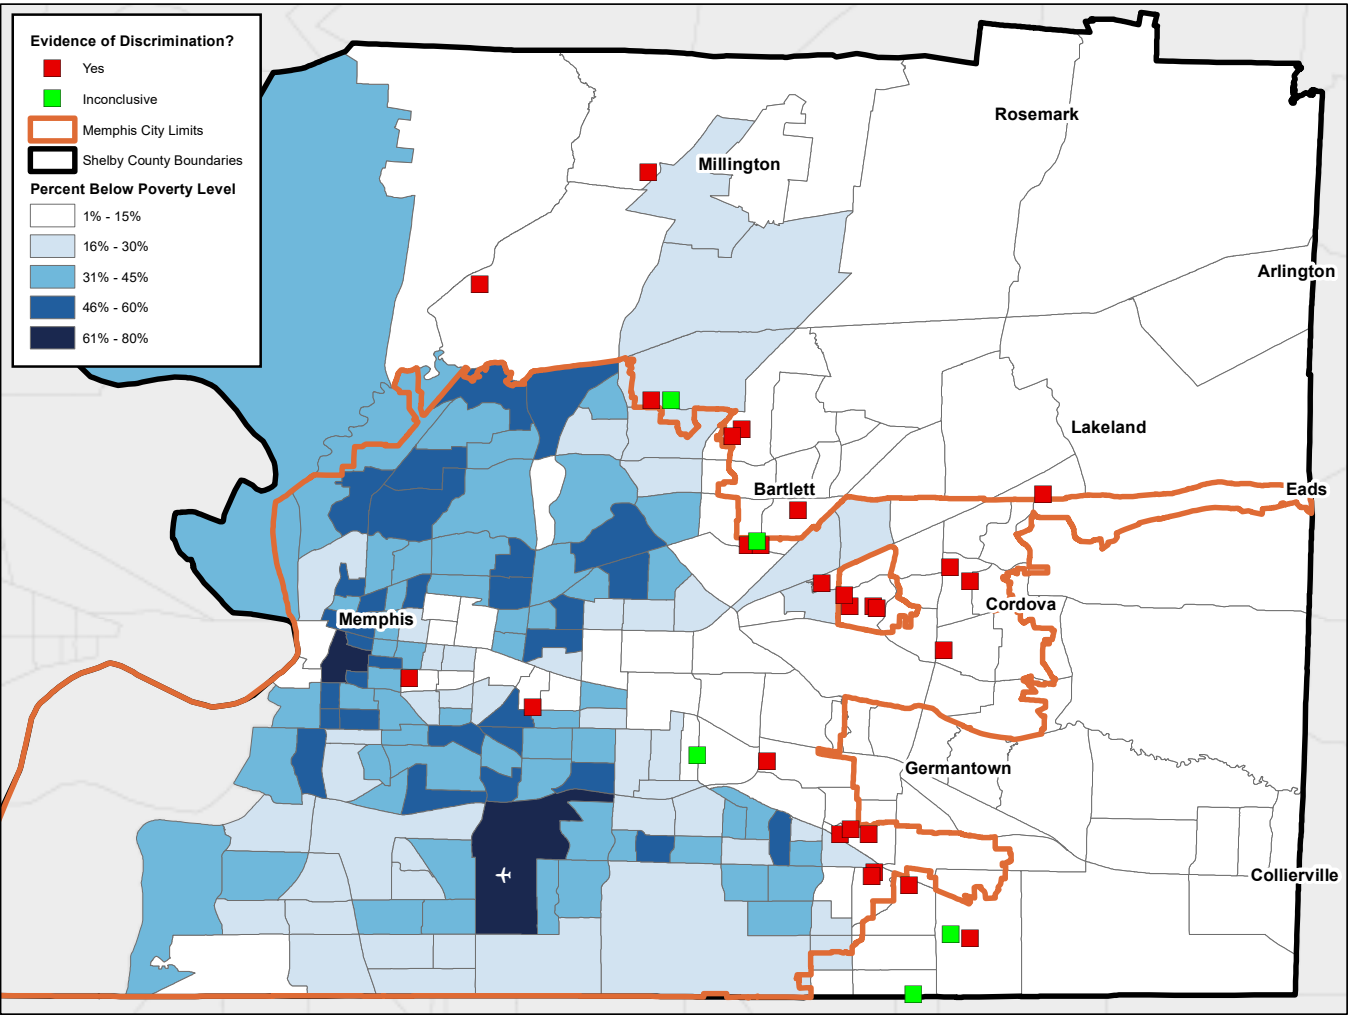 Evidence of Discrimination?
Yes
Inconclusive
Memphis City Limits
Shelby County Boundaries
Percent Below Poverty Level
1% - 15%
16% - 30%
31% - 45%
46% - 60%
61% - 80%
Rosemark
Millington
Arlington
Lakeland
Bartlett
Eads
Cordova
Memphis
Germantown
Collierville